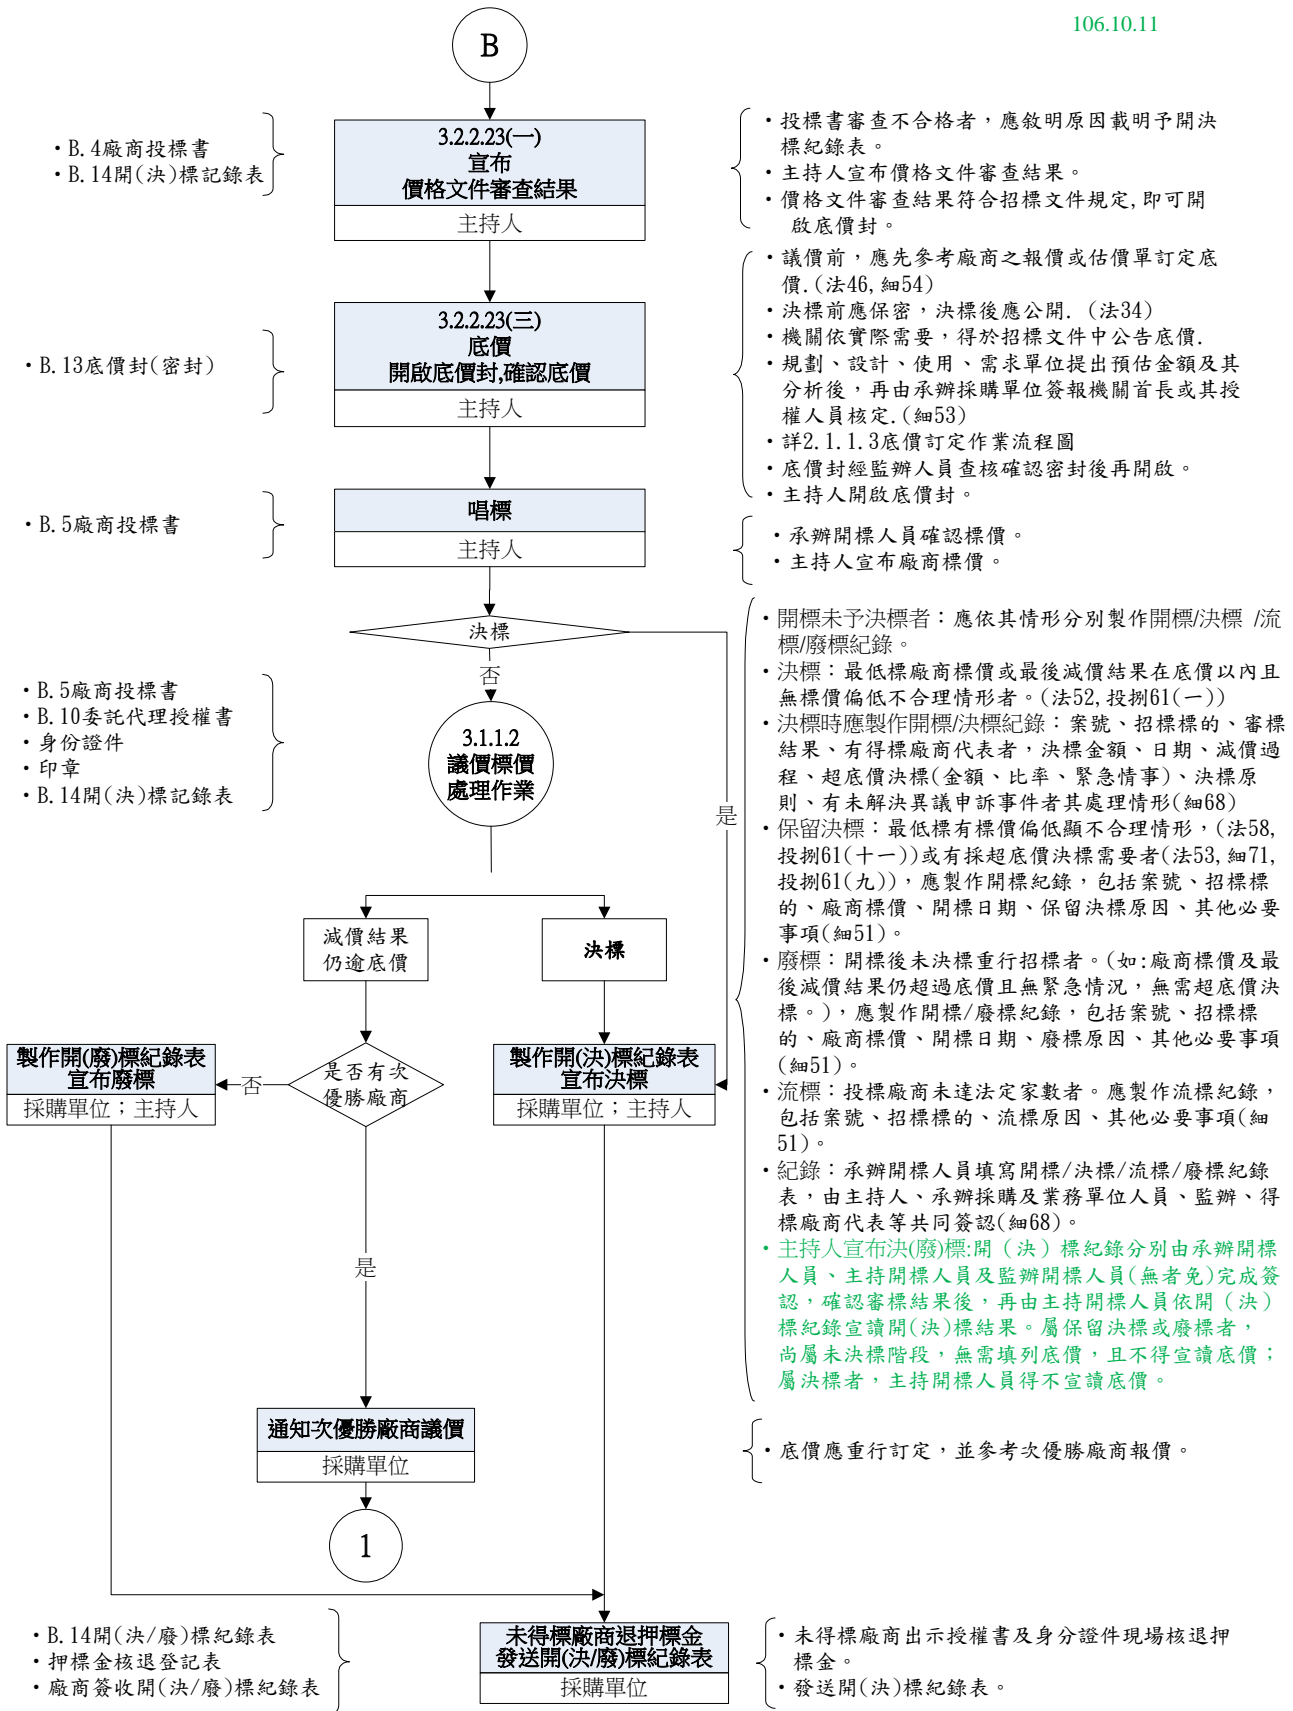 106.10.11
B
・B.4廠商投標書
・B.14開(決)標記錄表
3.2.2.23(一)
宣布
價格文件審查結果
主持人
・投標書審查不合格者，應敘明原因載明予開決
標紀錄表。
・主持人宣布價格文件審查結果。
・價格文件審查結果符合招標文件規定,即可開
啟底價封。
・B.13底價封(密封)
3.2.2.23(三)
底價
開啟底價封,確認底價
主持人
・議價前，應先參考廠商之報價或估價單訂定底
價.(法46,細54)
・決標前應保密，決標後應公開. (法34)
・機關依實際需要，得於招標文件中公告底價.
・規劃、設計、使用、需求單位提出預估金額及其
分析後，再由承辦採購單位簽報機關首長或其授
權人員核定.(細53)
・詳2.1.1.3底價訂定作業流程圖
・底價封經監辦人員查核確認密封後再開啟。
・主持人開啟底價封。
・B.5廠商投標書
唱標
主持人
・承辦開標人員確認標價。
・主持人宣布廠商標價。
決標
否
是
・B.5廠商投標書
・B.10委託代理授權書
・身份證件
・印章
・B.14開(決)標記錄表
3.1.1.2
議價標價
處理作業
減價結果
仍逾底價
決標
製作開(廢)標紀錄表
宣布廢標
採購單位；主持人
否
是否有次
優勝廠商
製作開(決)標紀錄表
宣布決標
採購單位；主持人
是
・開標未予決標者：應依其情形分別製作開標/決標 /流
標/廢標紀錄。
・決標：最低標廠商標價或最後減價結果在底價以內且
無標價偏低不合理情形者。(法52,投捌61(一))
・決標時應製作開標/決標紀錄：案號、招標標的、審標
結果、有得標廠商代表者，決標金額、日期、減價過
程、超底價決標(金額、比率、緊急情事)、決標原
則、有未解決異議申訴事件者其處理情形(細68)
・保留決標：最低標有標價偏低顯不合理情形，(法58,
投捌61(十一))或有採超底價決標需要者(法53,細71,
投捌61(九))，應製作開標紀錄，包括案號、招標標
的、廠商標價、開標日期、保留決標原因、其他必要
事項(細51)。
・廢標：開標後未決標重行招標者。(如:廠商標價及最
後減價結果仍超過底價且無緊急情況，無需超底價決
標。)，應製作開標/廢標紀錄，包括案號、招標標
的、廠商標價、開標日期、廢標原因、其他必要事項
(細51)。
・流標：投標廠商未達法定家數者。應製作流標紀錄，
包括案號、招標標的、流標原因、其他必要事項(細
51)。
・紀錄：承辦開標人員填寫開標/決標/流標/廢標紀錄
表，由主持人、承辦採購及業務單位人員、監辦、得
標廠商代表等共同簽認(細68)。
・主持人宣布決(廢)標:開（決）標紀錄分別由承辦開標
人員、主持開標人員及監辦開標人員(無者免)完成簽
認，確認審標結果後，再由主持開標人員依開（決）
標紀錄宣讀開(決)標結果。屬保留決標或廢標者，
尚屬未決標階段，無需填列底價，且不得宣讀底價；
屬決標者，主持開標人員得不宣讀底價。
通知次優勝廠商議價
採購單位
・底價應重行訂定，並參考次優勝廠商報價。
1
・B.14開(決/廢)標紀錄表
・押標金核退登記表
・廠商簽收開(決/廢)標紀錄表
未得標廠商退押標金
發送開(決/廢)標紀錄表
採購單位
・未得標廠商出示授權書及身分證件現場核退押
標金。
・發送開(決)標紀錄表。